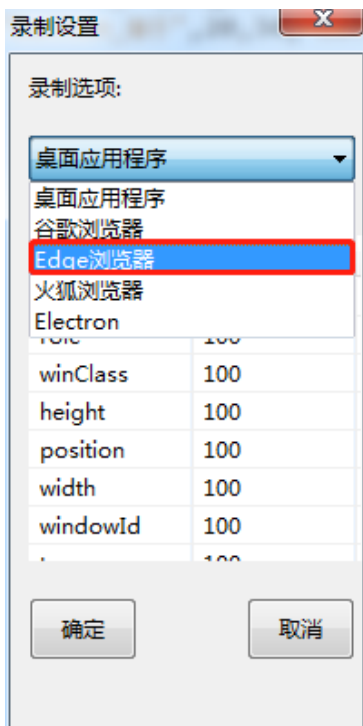 录制设置
录制选项:
桌面应用程序
桌面应用程序
谷歌浏览器
Edge浏览器
火狐浏览器
Electron
role 100
winClass 100
height 100
position 100
width 100
windowId 100
100
确定 取消